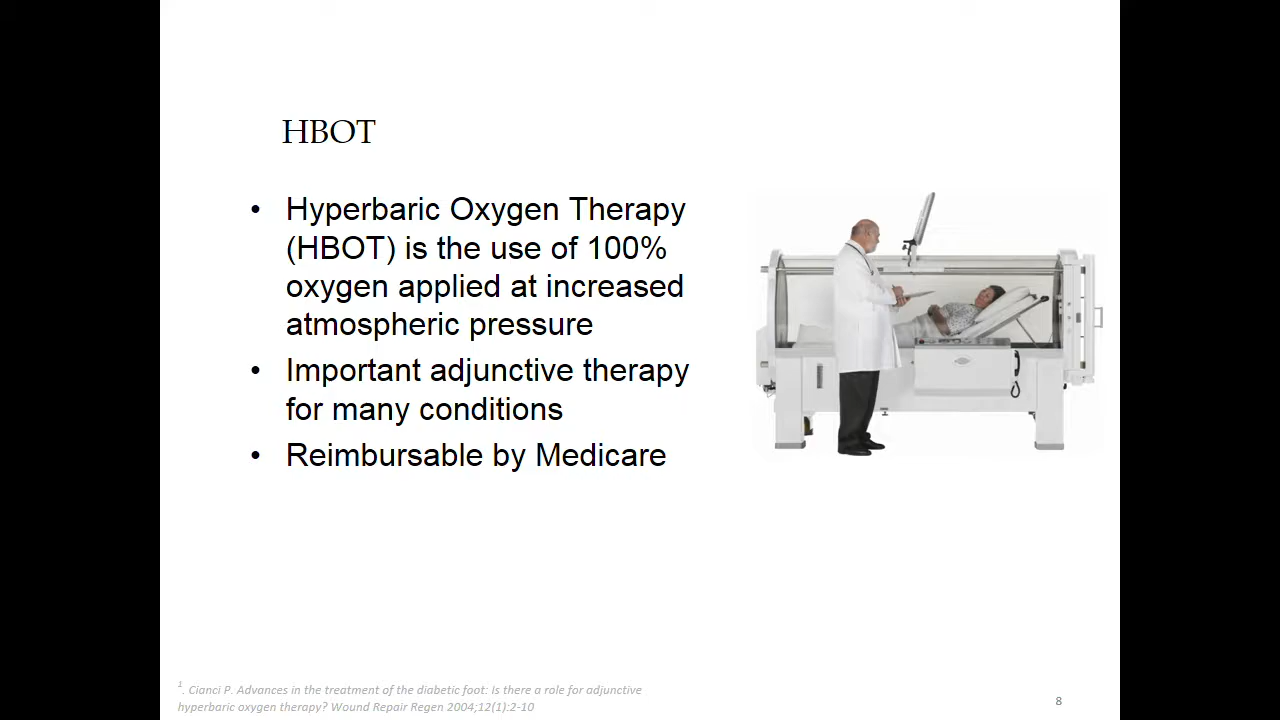 HBOT
• Hyperbaric Oxygen Therapy
(HBOT) is the use of 100%
oxygen applied at increased
atmospheric pressure
• Important adjunctive therapy
for many conditions
• Reimbursable by Medicare
1. Cianci P. Advances in the treatment of the diabetic foot: Is there a role for adjunctive
hyperbaric oxygen therapy? Wound Repair Regen 2004;12(1):2-10
8